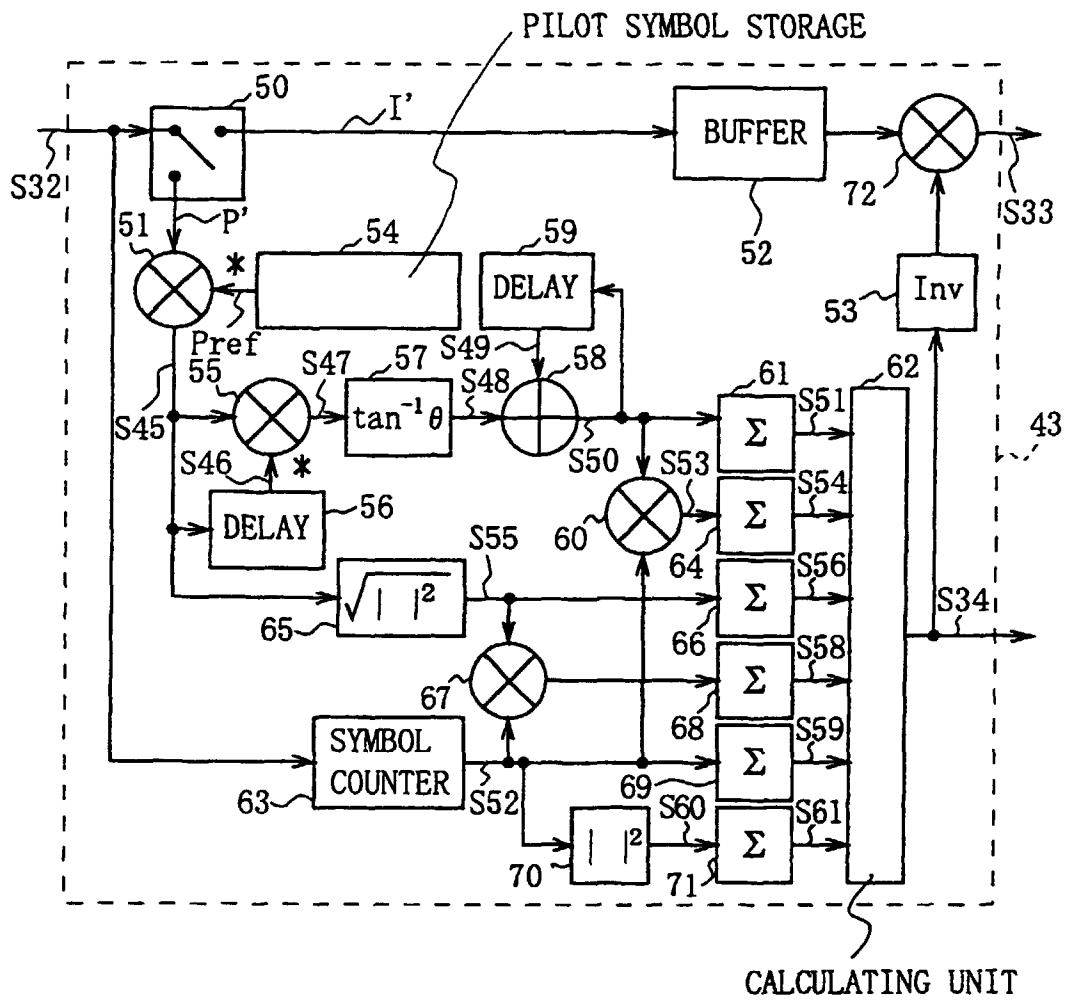 PILOT SYMBOL STORAGE
50
I'
BUFFER
72
S32
S33
P'
52
51
*
54
59
DELAY
53
Inv
Pref
S49
55
S47
57
tan⁻¹ θ
S48
58
61
62
Σ
S51
S45
S50
43
S46
*
DELAY
56
S53
60
Σ
S54
64
S55
√| |²
65
Σ
S56
66
S34
67
Σ
S58
68
SYMBOL
COUNTER
63
S52
69
Σ
S59
| |²
70
S60
Σ
S61
71
CALCULATING UNIT